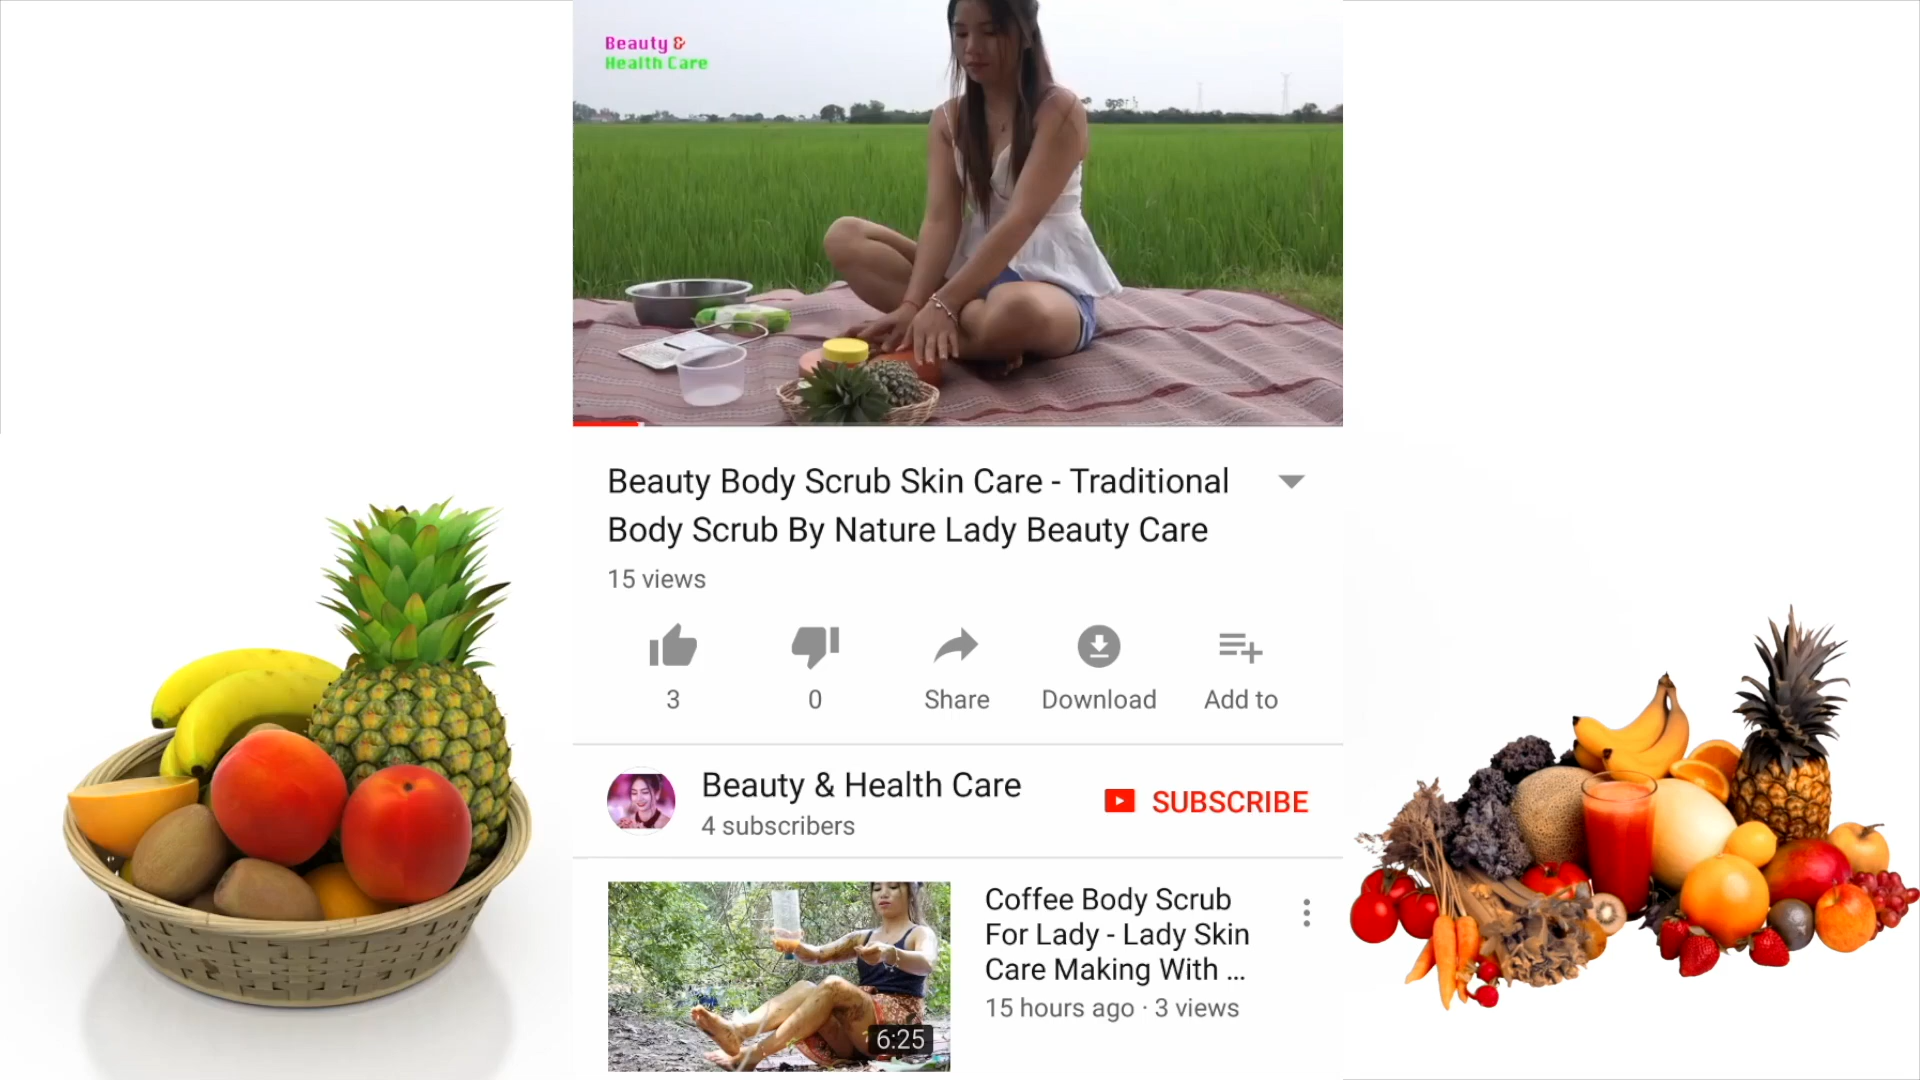 Beauty &
Health Care
Beauty Body Scrub Skin Care - Traditional
Body Scrub By Nature Lady Beauty Care
15 views
3
0
Share
Download
Add to
Beauty & Health Care
4 subscribers
SUBSCRIBE
6:25
Coffee Body Scrub
For Lady - Lady Skin
Care Making With ...
15 hours ago · 3 views